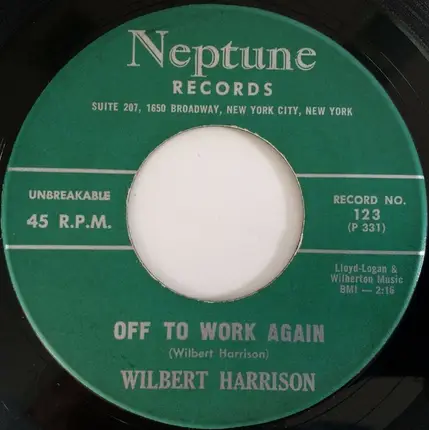 Neptune
RECORDS
SUITE 207, 1650 BROADWAY, NEW YORK CITY, NEW YORK
UNBREAKABLE
45 R.P.M.
RECORD NO.
123
(P 331)
Lloyd-Logan &
Wilberton Music
BMI — 2:16
OFF TO WORK AGAIN
(Wilbert Harrison)
WILBERT HARRISON